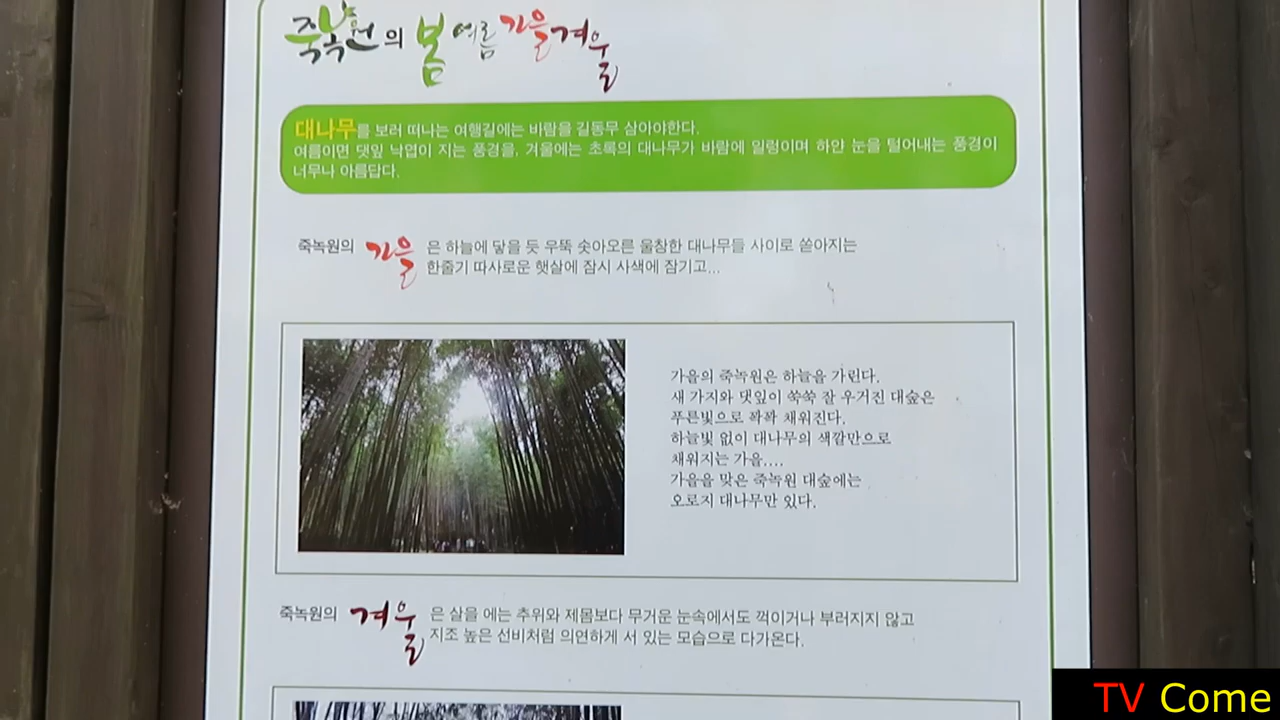 죽녹원의 봄 여름 가을 겨울
대나무를 보러 떠나는 여행길에는 바람을 길동무 삼아야한다.
여름이면 댓잎 낙엽이 지는 풍경을, 겨울에는 초록의 대나무가 바람에 일렁이며 하얀 눈을 털어내는 풍경이
너무나 아름답다.
죽녹원의 가을은 하늘에 닿을 듯 우뚝 솟아오른 울창한 대나무들 사이로 쏟아지는
한줄기 따사로운 햇살에 잠시 사색에 잠기고...
가을의 죽녹원은 하늘을 가린다.
새 가지와 댓잎이 쑥쑥 잘 우거진 대숲은
푸른빛으로 꽉꽉 채워진다.
하늘빛 없이 대나무의 색깔만으로
채워지는 가을....
가을을 맞은 죽녹원 대숲에는
오로지 대나무만 있다.
죽녹원의 겨울은 살을 에는 추위와 제몸보다 무거운 눈속에서도 꺽이거나 부러지지 않고
지조 높은 선비처럼 의연하게 서 있는 모습으로 다가온다.
TV Come